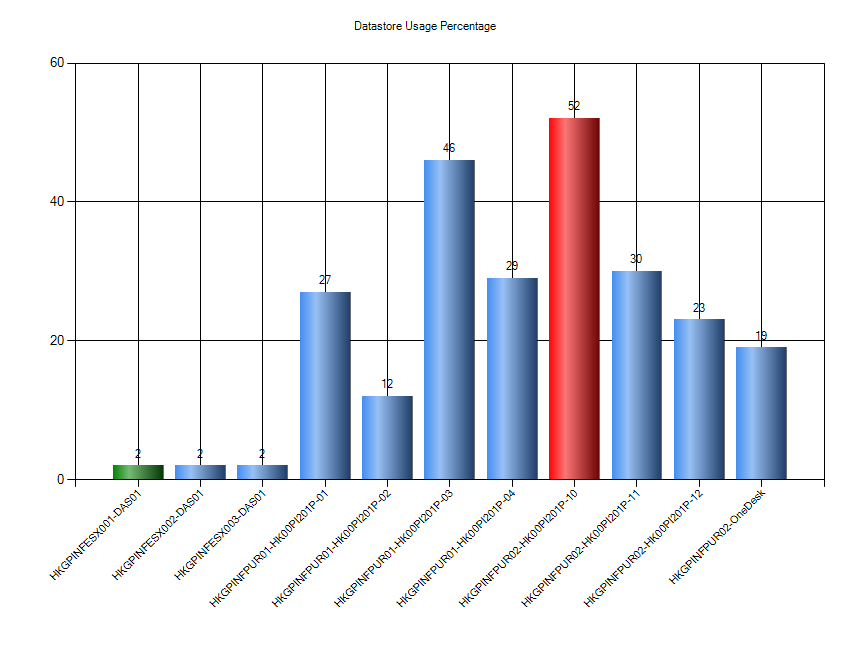 Datastore Usage Percentage
60
40
20
0
2
2
2
27
12
46
29
52
30
23
19
HKGPINFESX001-DAS01
HKGPINFESX002-DAS01
HKGPINFESX003-DAS01
HKGPINFPUR01-HK00PI201P-01
HKGPINFPUR01-HK00PI201P-02
HKGPINFPUR01-HK00PI201P-03
HKGPINFPUR01-HK00PI201P-04
HKGPINFPUR02-HK00PI201P-10
HKGPINFPUR02-HK00PI201P-11
HKGPINFPUR02-HK00PI201P-12
HKGPINFPUR02-OneDesk